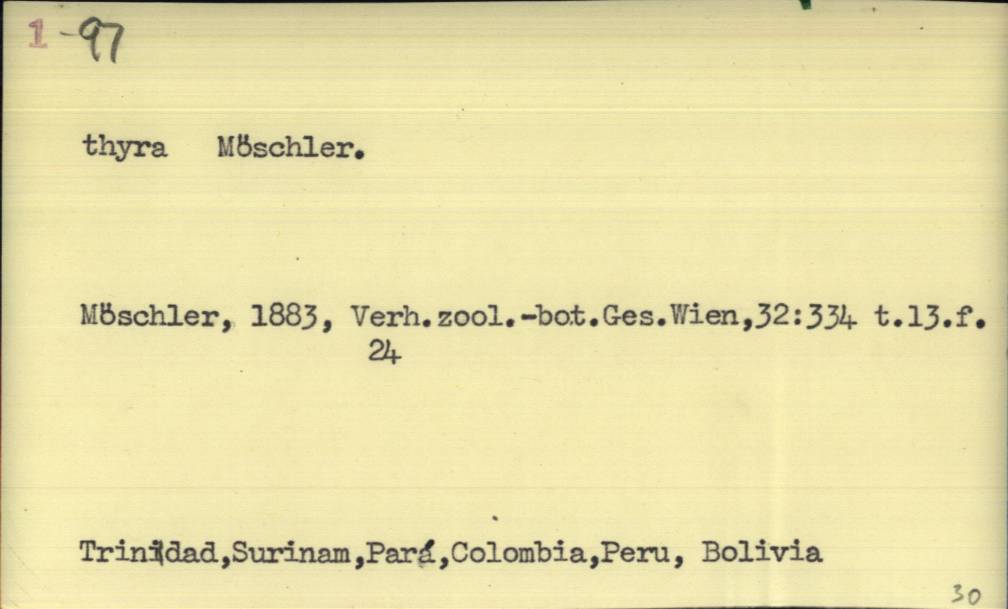 1-97
thyra Möschler.
Möschler, 1883, Verh.zool.-bot.Ges.Wien,32:334 t.13.f.
24
Trinidad,Surinam,Pará,Colombia,Peru, Bolivia
30